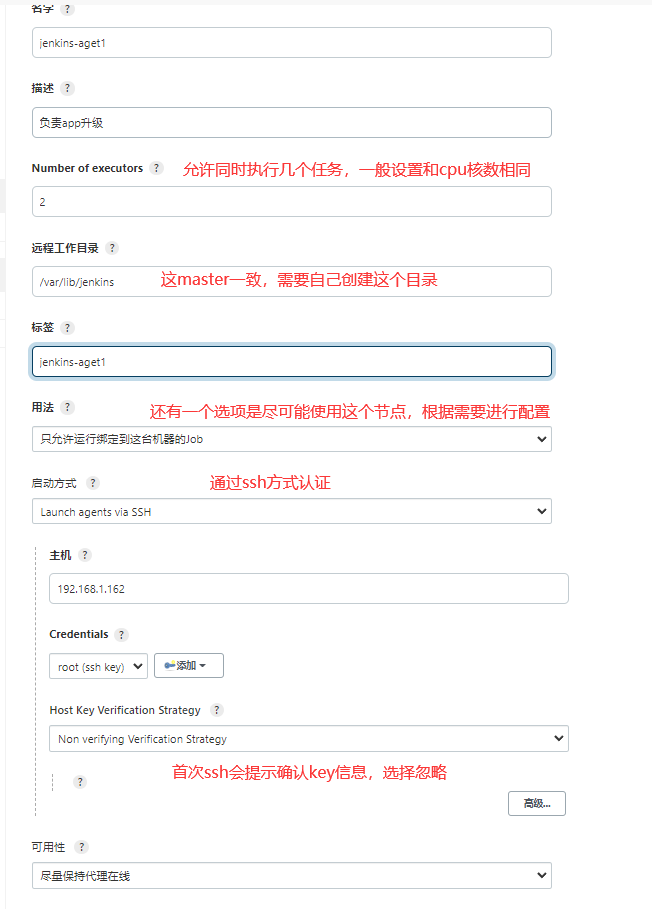 名字 ?
jenkins-aget1
描述 ?
负责app升级
Number of executors ? 允许同时执行几个任务，一般设置和cpu核数相同
2
远程工作目录 ?
/var/lib/jenkins 这master一致，需要自己创建这个目录
标签 ?
jenkins-aget1
用法 ? 还有一个选项是尽可能使用这个节点，根据需要进行配置
只允许运行绑定到这台机器的Job
启动方式 ? 通过ssh方式认证
Launch agents via SSH
主机 ?
192.168.1.162
Credentials ?
root (ssh key) 添加
Host Key Verification Strategy ?
Non verifying Verification Strategy
首次ssh会提示确认key信息，选择忽略
?
高级...
可用性 ?
尽量保持代理在线